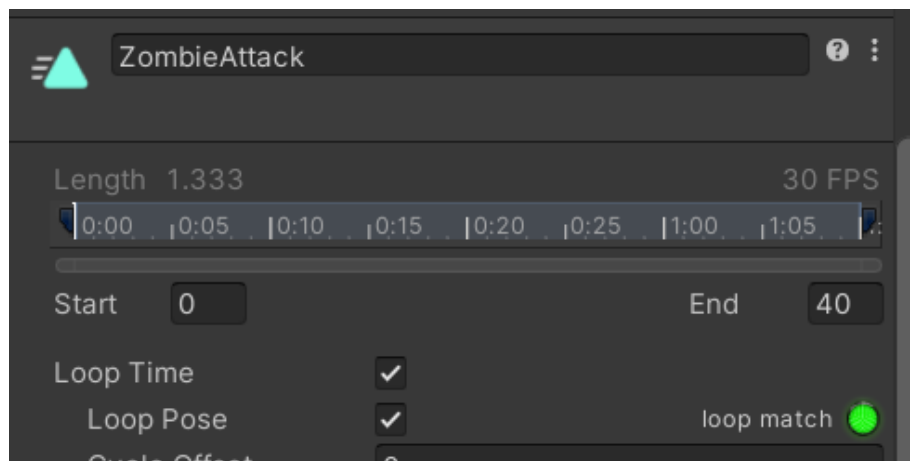 ZombieAttack
Length 1.333 30 FPS
0:00 0:05 0:10 0:15 0:20 0:25 1:00 1:05
Start 0 End 40
Loop Time
Loop Pose loop match